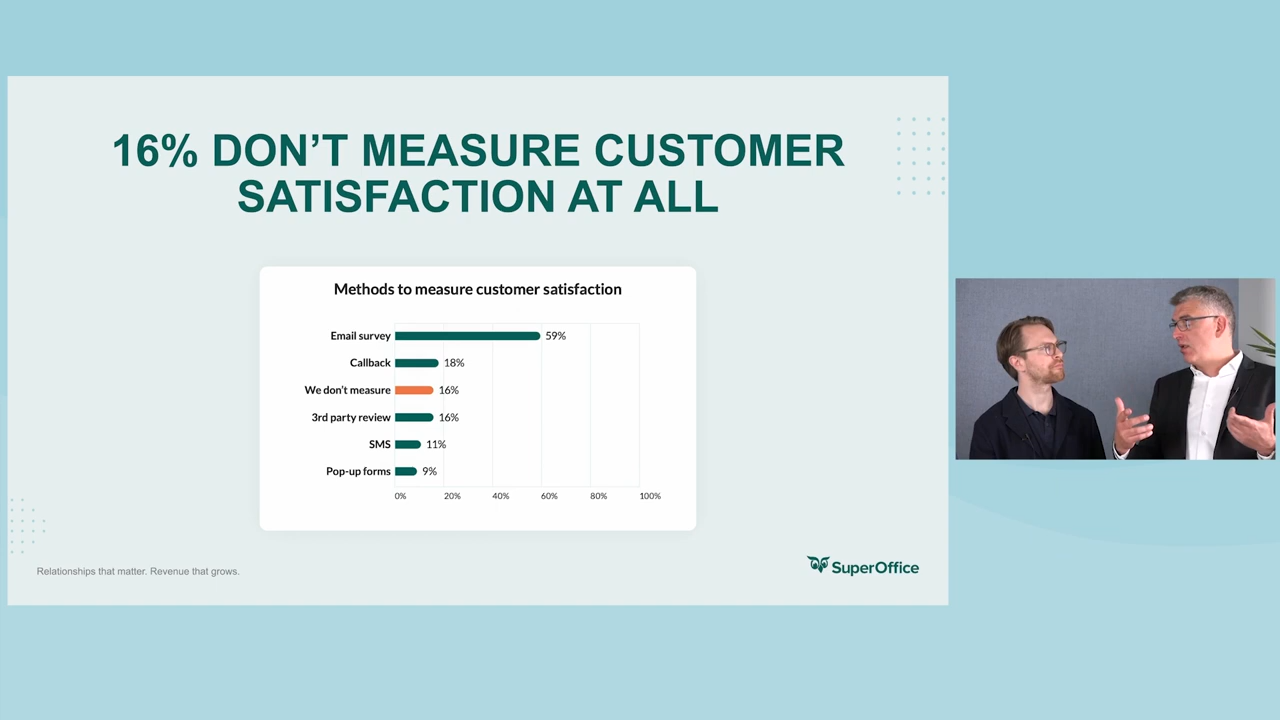 16% DON’T MEASURE CUSTOMER
SATISFACTION AT ALL
Methods to measure customer satisfaction
Email survey 59%
Callback 18%
We don’t measure 16%
3rd party review 16%
SMS 11%
Pop-up forms 9%
0% 20% 40% 60% 80% 100%
Relationships that matter. Revenue that grows.
SuperOffice